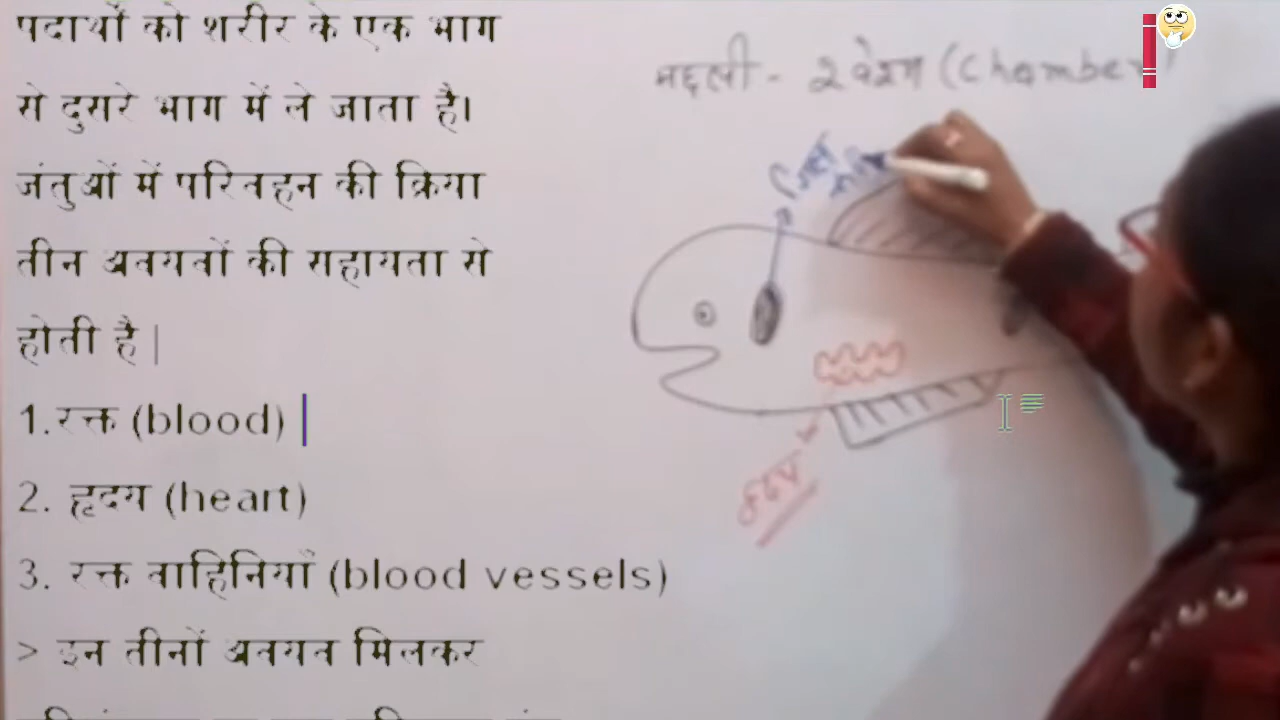 पदार्थों को शरीर के एक भाग
से दुसरे भाग में ले जाता है।
जंतुओं में परिवहन की क्रिया
तीन अवयवों की सहायता से
होती है |
1.रक्त (blood)
2. हृदय (heart)
3. रक्त वाहिनियाँ (blood vessels)
> इन तीनों अवयव मिलकर
मछली - 2 वेश्म (Chamber)
हृदय